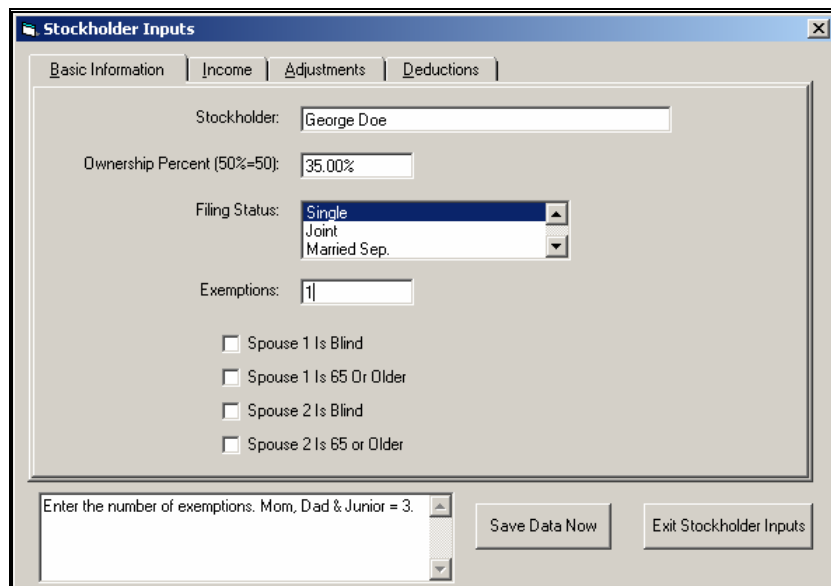 Stockholder Inputs
Basic Information Income Adjustments Deductions
Stockholder: George Doe
Ownership Percent (50%=50): 35.00%
Filing Status: Single
Joint
Married Sep.
Exemptions: 1
Spouse 1 Is Blind
Spouse 1 Is 65 Or Older
Spouse 2 Is Blind
Spouse 2 Is 65 or Older
Enter the number of exemptions. Mom, Dad & Junior = 3.
Save Data Now Exit Stockholder Inputs